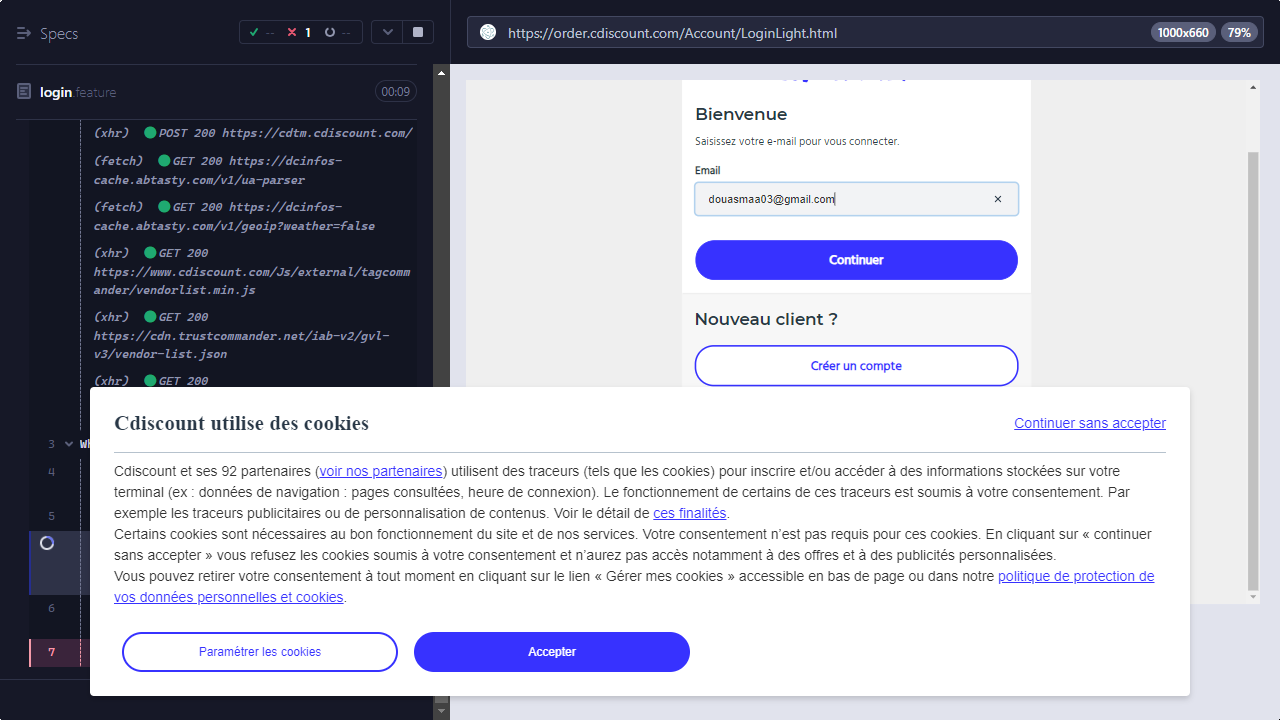 Specs
-- 1 --
https://order.cdiscount.com/Account/LoginLight.html
1000x660
79%
login.feature
00:09
(xhr) POST 200 https://cdtm.cdiscount.com/
(fetch) GET 200 https://dcinfos-
cache.abtasty.com/v1/ua-parser
(fetch) GET 200 https://dcinfos-
cache.abtasty.com/v1/geoip?weather=false
(xhr) GET 200
https://www.cdiscount.com/Js/external/tagcomm
ander/vendorlist.min.js
(xhr) GET 200
https://cdn.trustcommander.net/iab-v2/gvl-
v3/vendor-list.json
(xhr) GET 200
3
4
5
6
7
Bienvenue
Saisissez votre e-mail pour vous connecter.
Email
douasmaa03@gmail.com
Continuer
Nouveau client ?
Créer un compte
Cdiscount utilise des cookies
Continuer sans accepter
Cdiscount et ses 92 partenaires (voir nos partenaires) utilisent des traceurs (tels que les cookies) pour inscrire et/ou accéder à des informations stockées sur votre
terminal (ex : données de navigation : pages consultées, heure de connexion). Le fonctionnement de certains de ces traceurs est soumis à votre consentement. Par
exemple les traceurs publicitaires ou de personnalisation de contenus. Voir le détail de ces finalités.
Certains cookies sont nécessaires au bon fonctionnement du site et de nos services. Votre consentement n’est pas requis pour ces cookies. En cliquant sur « continuer
sans accepter » vous refusez les cookies soumis à votre consentement et n’aurez pas accès notamment à des offres et à des publicités personnalisées.
Vous pouvez retirer votre consentement à tout moment en cliquant sur le lien « Gérer mes cookies » accessible en bas de page ou dans notre politique de protection de
vos données personnelles et cookies.
Paramétrer les cookies
Accepter